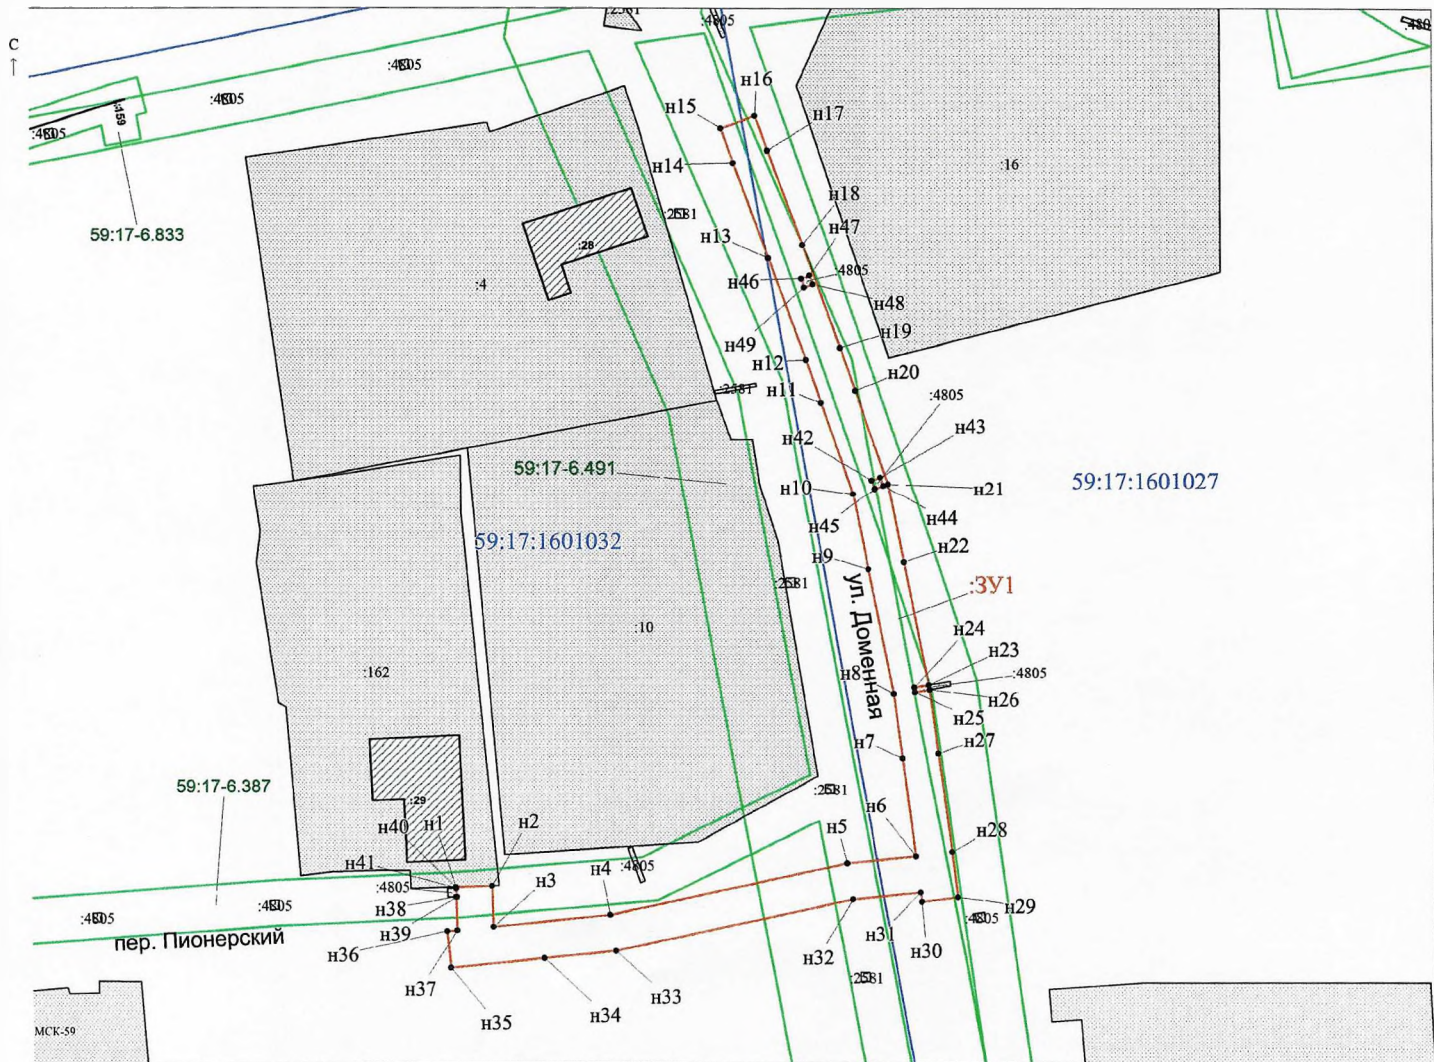 :2581
:4805
:480
С
:4805
н16
:4805
:159
н15
н17
:4805
н14
:16
:2581
н18
59:17-6.833
н47
:28
н13
:4805
н46
:4
н48
н49
н19
н12
н20
:2581
н11
:4805
н42
н43
59:17-6.491
59:17:1601027
н10
н21
н45
н44
59:17:1601032
н9
н22
ул. Доменная
:2581
:ЗУ1
:10
н24
н23
:162
н8
:4805
н26
н25
н7
н27
59:17-6.387
:2581
:29
н6
н40
н1
н2
н5
н28
:4805
н41
н4
:4805
н3
н38
н29
:4805
:4805
н39
н31
:4805
пер. Пионерский
н30
н36
н32
н37
н33
:2581
н34
н35
МСК-59